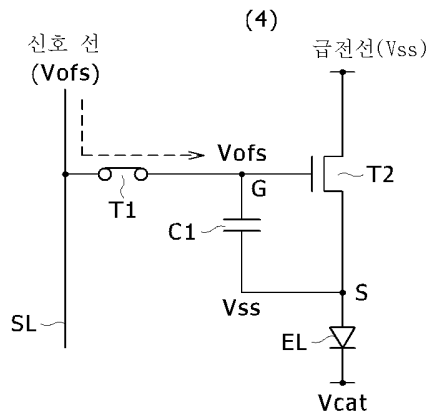 (4)
신호 선
(Vofs)
급전선(Vss)
Vofs
G
T1
T2
C1
Vss
S
SL
EL
Vcat